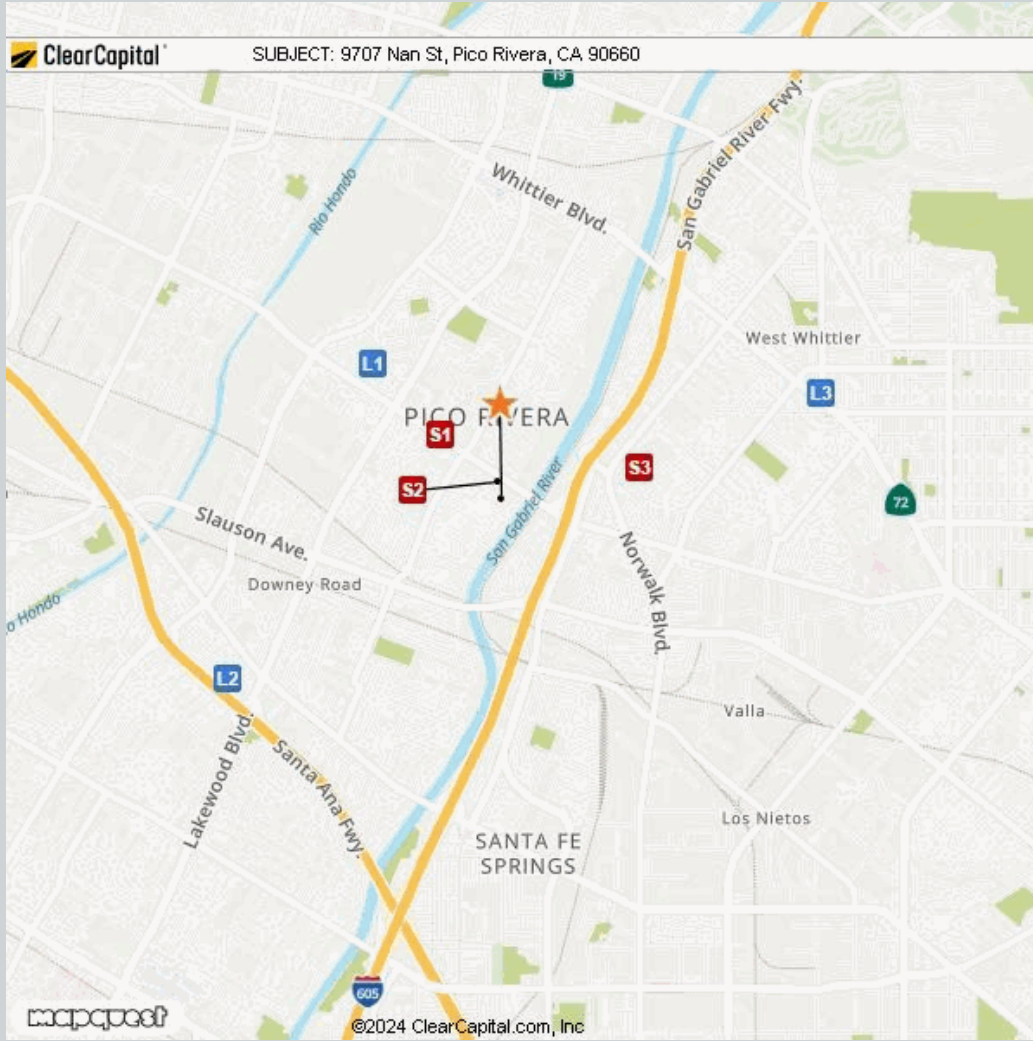 ClearCapital
SUBJECT: 9707 Nan St, Pico Rivera, CA 90660
19
San Gabriel River Fwy.
Whittier Blvd.
Rio Hondo
West Whittier
L1
L3
PICO RIVERA
S1
S3
S2
72
San Gabriel River
Slauson Ave.
Norwalk Blvd.
Downey Road
o Hondo
L2
Valla
Lakewood Blvd.
Santa Ana Fwy.
Los Nietos
SANTA FE
SPRINGS
605
mapquest
©2024 ClearCapital.com, Inc